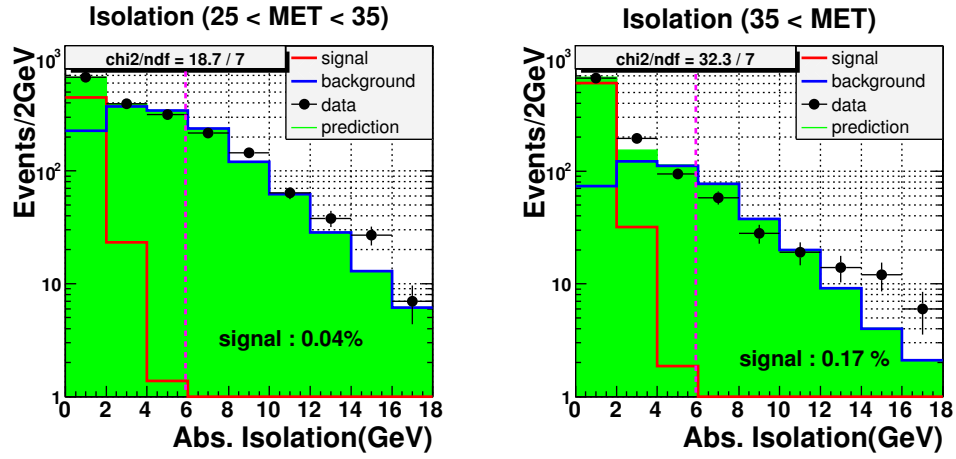 Isolation (25 < MET < 35)
chi2/ndf = 18.7 / 7
signal
background
data
prediction
Events/2GeV
10³
10²
10
1
signal : 0.04%
0 2 4 6 8 10 12 14 16 18
Abs. Isolation(GeV)
Isolation (35 < MET)
chi2/ndf = 32.3 / 7
signal
background
data
prediction
Events/2GeV
10³
10²
10
1
signal : 0.17 %
0 2 4 6 8 10 12 14 16 18
Abs. Isolation(GeV)